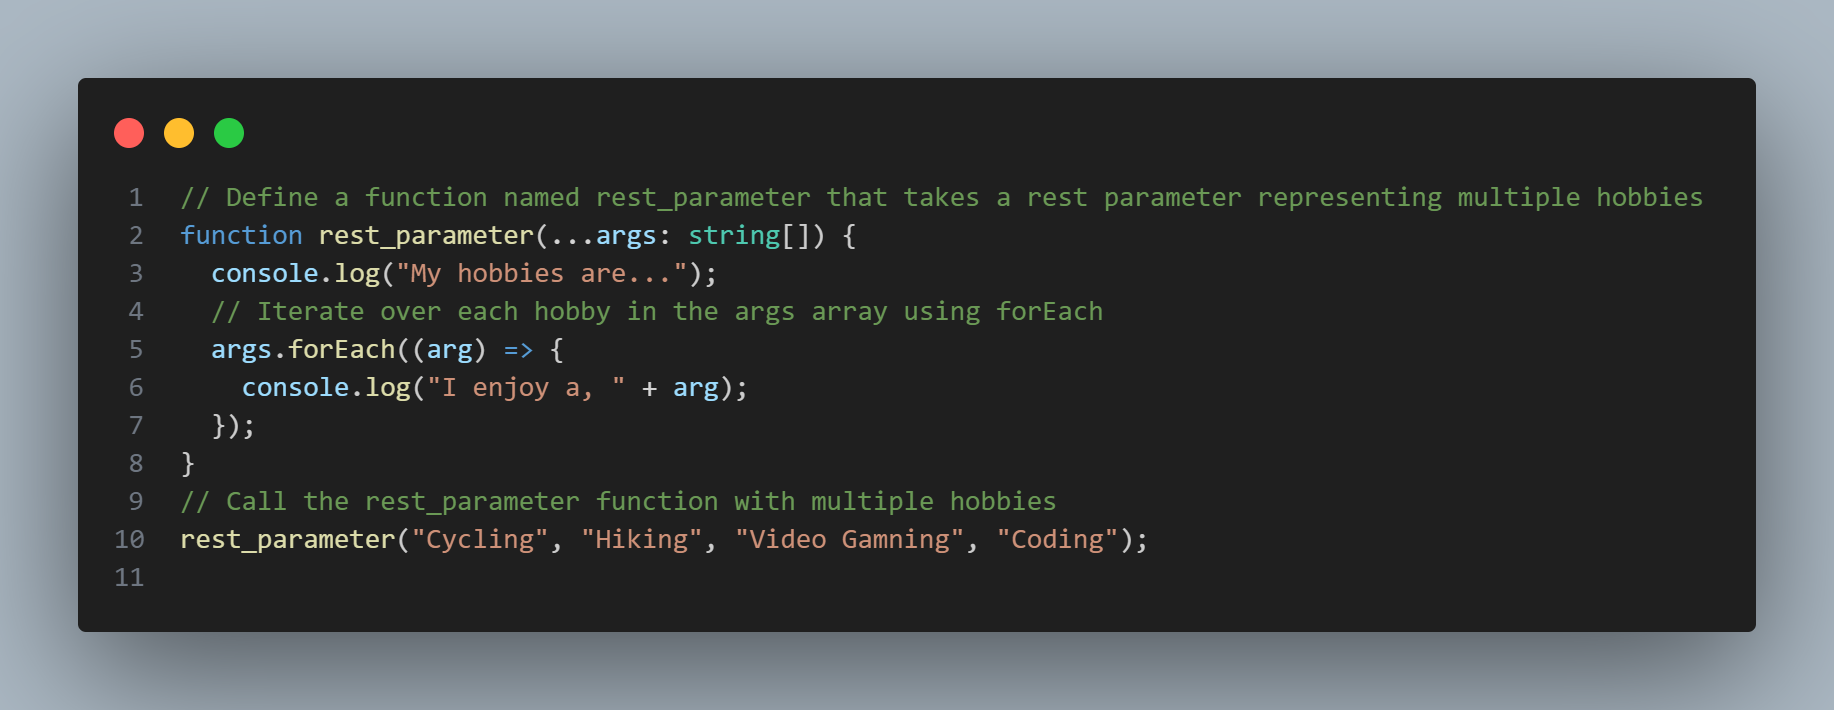 1 // Define a function named rest_parameter that takes a rest parameter representing multiple hobbies
2 function rest_parameter(...args: string[]) {
3   console.log("My hobbies are...");
4   // Iterate over each hobby in the args array using forEach
5   args.forEach((arg) => {
6     console.log("I enjoy a, " + arg);
7   });
8 }
9 // Call the rest_parameter function with multiple hobbies
10 rest_parameter("Cycling", "Hiking", "Video Gamning", "Coding");
11